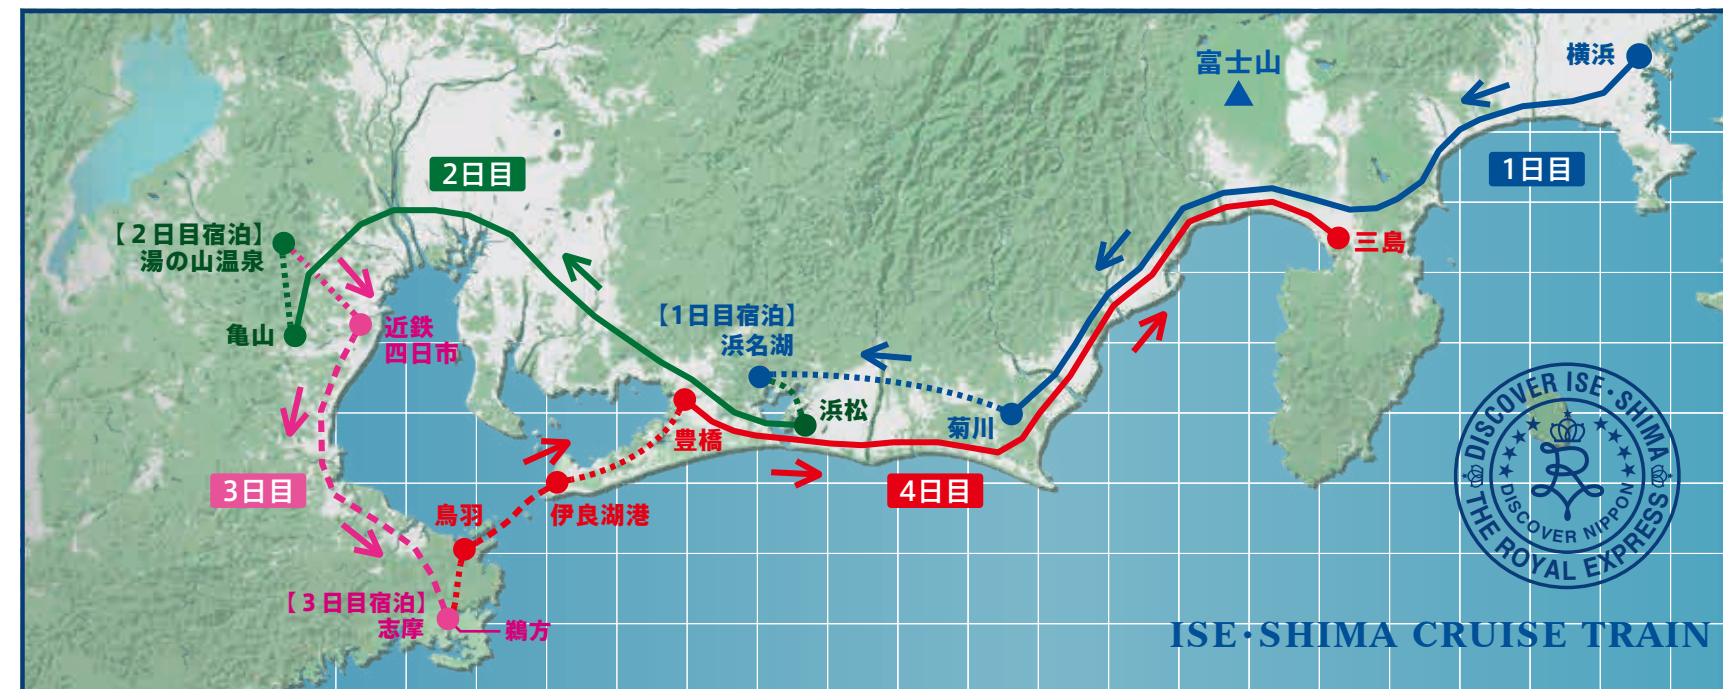 富士山
横浜
1日目
2日目
【2日目宿泊】
湯の山温泉
三島
亀山
近鉄
四日市
【1日目宿泊】
浜名湖
浜松
菊川
豊橋
3日目
4日目
鳥羽
伊良湖港
【3日目宿泊】
志摩
鵜方
DISCOVER ISE・SHIMA
DISCOVER NIPPON
THE ROYAL EXPRESS
ISE・SHIMA CRUISE TRAIN